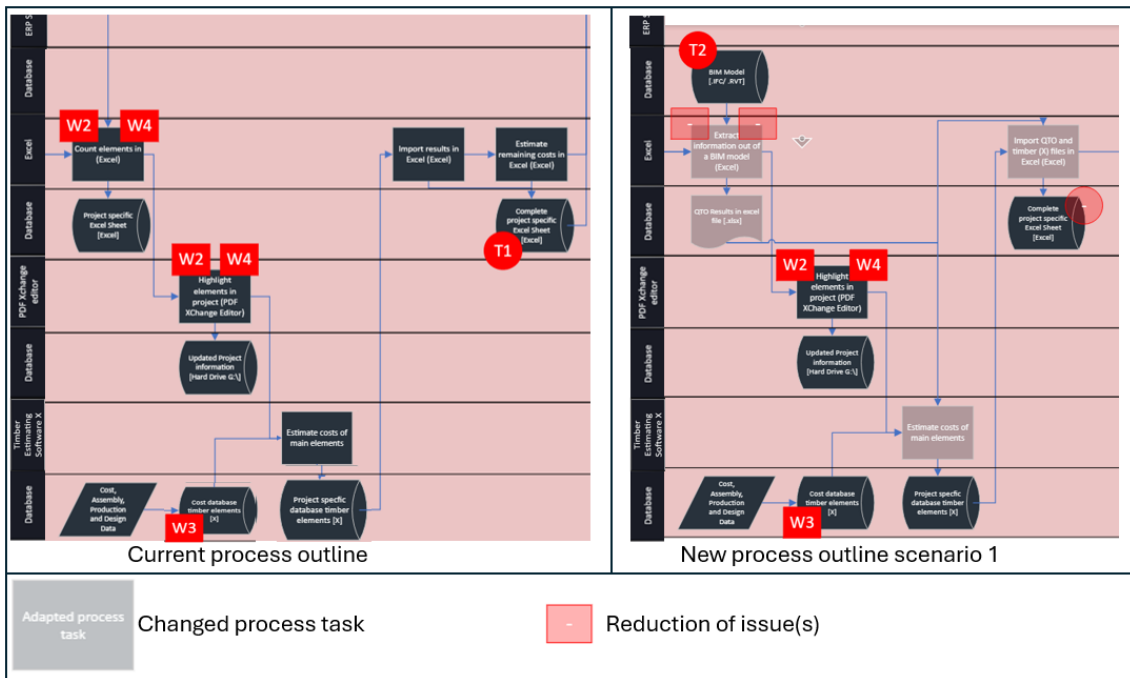 ERP S
Database
Excel
Database
PDF Xchange
editor
Database
Timber
Estimating
Software X
Database
W2
W4
Count elements in
(Excel)
Project specific
Excel Sheet
[Excel]
Import results in
Excel (Excel)
Estimate
remaining costs in
Excel (Excel)
Complete
project specific
Excel Sheet
[Excel]
T1
W2
W4
Highlight
elements in
project (PDF
XChange Editor)
Updated Project
information
[Hard Drive G:\]
Estimate costs of
main elements
Cost,
Assembly,
Production
and Design
Data
Cost database
timber elements
[X]
W3
Project specfic
database timber
elements [X]
Current process outline
ERP S
Database
Excel
Database
PDF Xchange
editor
Database
Timber
Estimating
Software X
Database
T2
BIM Model
[.IFC/ .RVT]
-
-
Extract
information out of
a BIM model
(Excel)
QTO Results in excel
file [.xlsx]
Import QTO and
timber (X) files in
Excel (Excel)
Complete
project specific
Excel Sheet
[Excel]
-
W2
W4
Highlight
elements in
project (PDF
XChange Editor)
Updated Project
information
[Hard Drive G:\]
Estimate costs of
main elements
Cost,
Assembly,
Production
and Design
Data
Cost database
timber elements
[X]
W3
Project specfic
database timber
elements [X]
New process outline scenario 1
Adapted process
task
Changed process task
-
Reduction of issue(s)